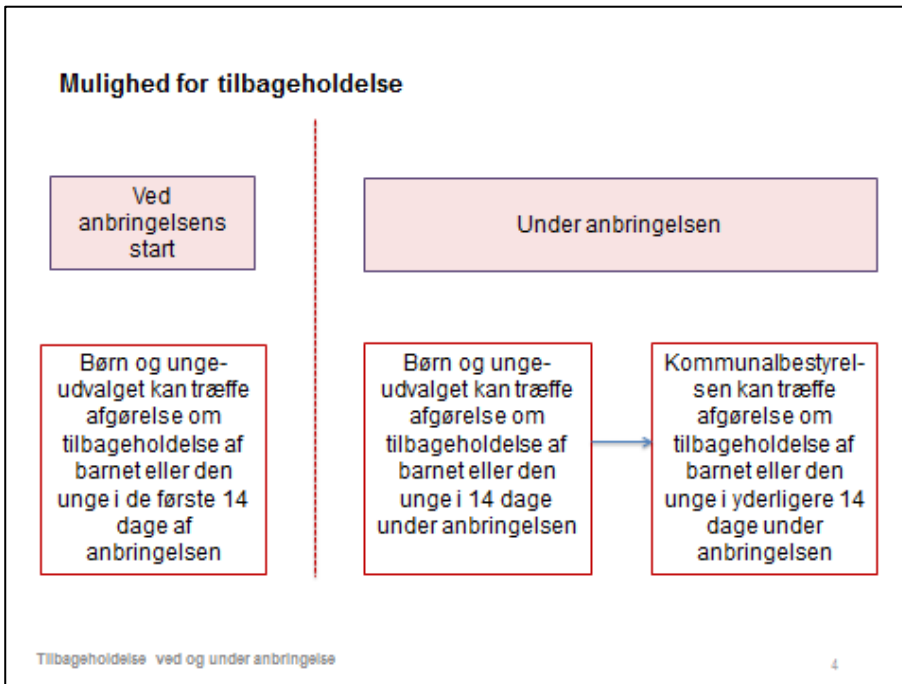 Mulighed for tilbageholdelse
Ved
anbringelsens
start
Under anbringelsen
Børn og unge-
udvalget kan træffe
afgørelse om
tilbageholdelse af
barnet eller den
unge i de første 14
dage af
anbringelsen
Børn og unge-
udvalget kan træffe
afgørelse om
tilbageholdelse af
barnet eller den
unge i 14 dage
under anbringelsen
Kommunalbestyrel-
sen kan træffe
afgørelse om
tilbageholdelse af
barnet eller den
unge i yderligere 14
dage under
anbringelsen
Tilbageholdelse ved og under anbringelse
4